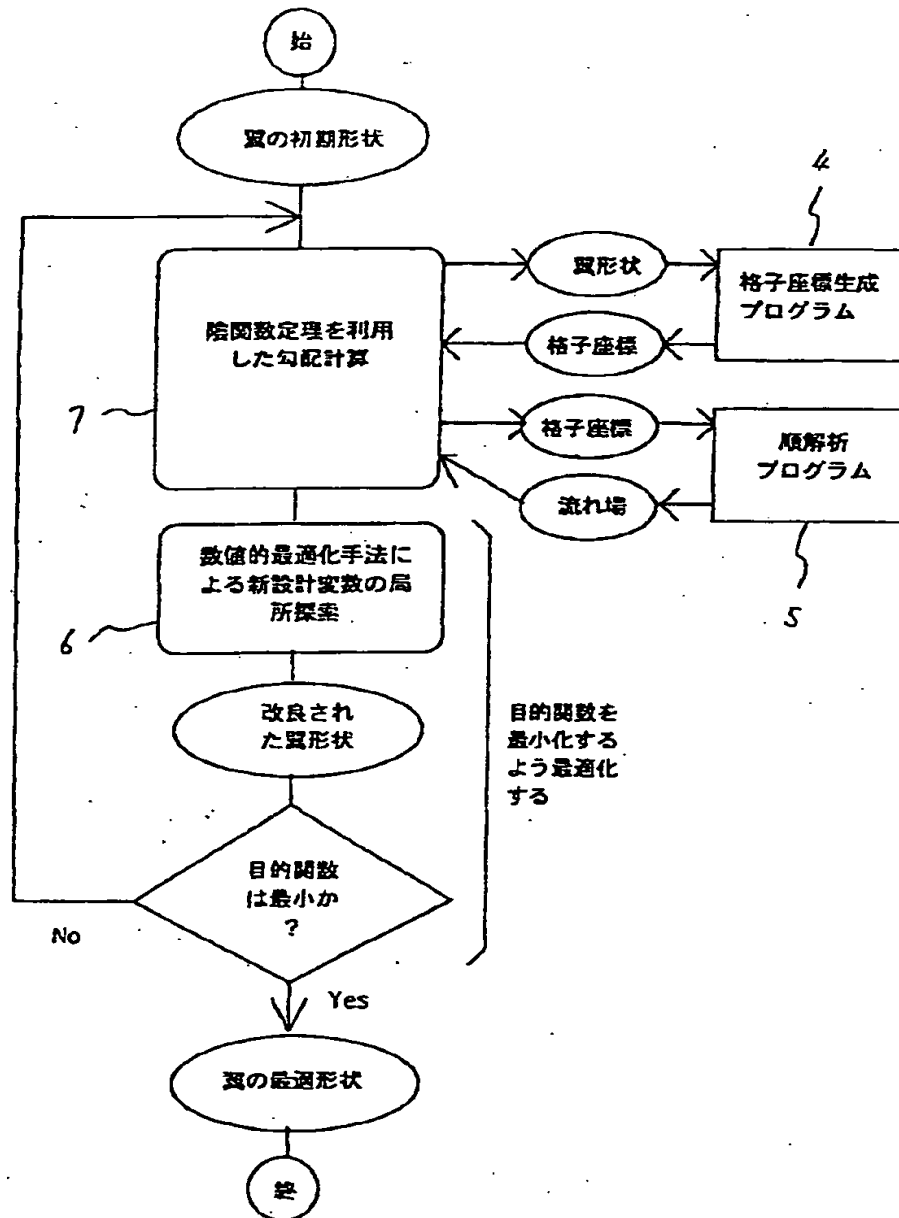 始
翼の初期形状
4
翼形状
格子座標生成
プログラム
陰関数定理を利用
した勾配計算
格子座標
7
格子座標
順解析
プログラム
流れ場
数値的最適化手法に
よる新設計変数の局
所探索
6
5
改良され
た翼形状
目的関数を
最小化する
よう最適化
する
目的関数
は最小か
?
No
Yes
翼の最適形状
終